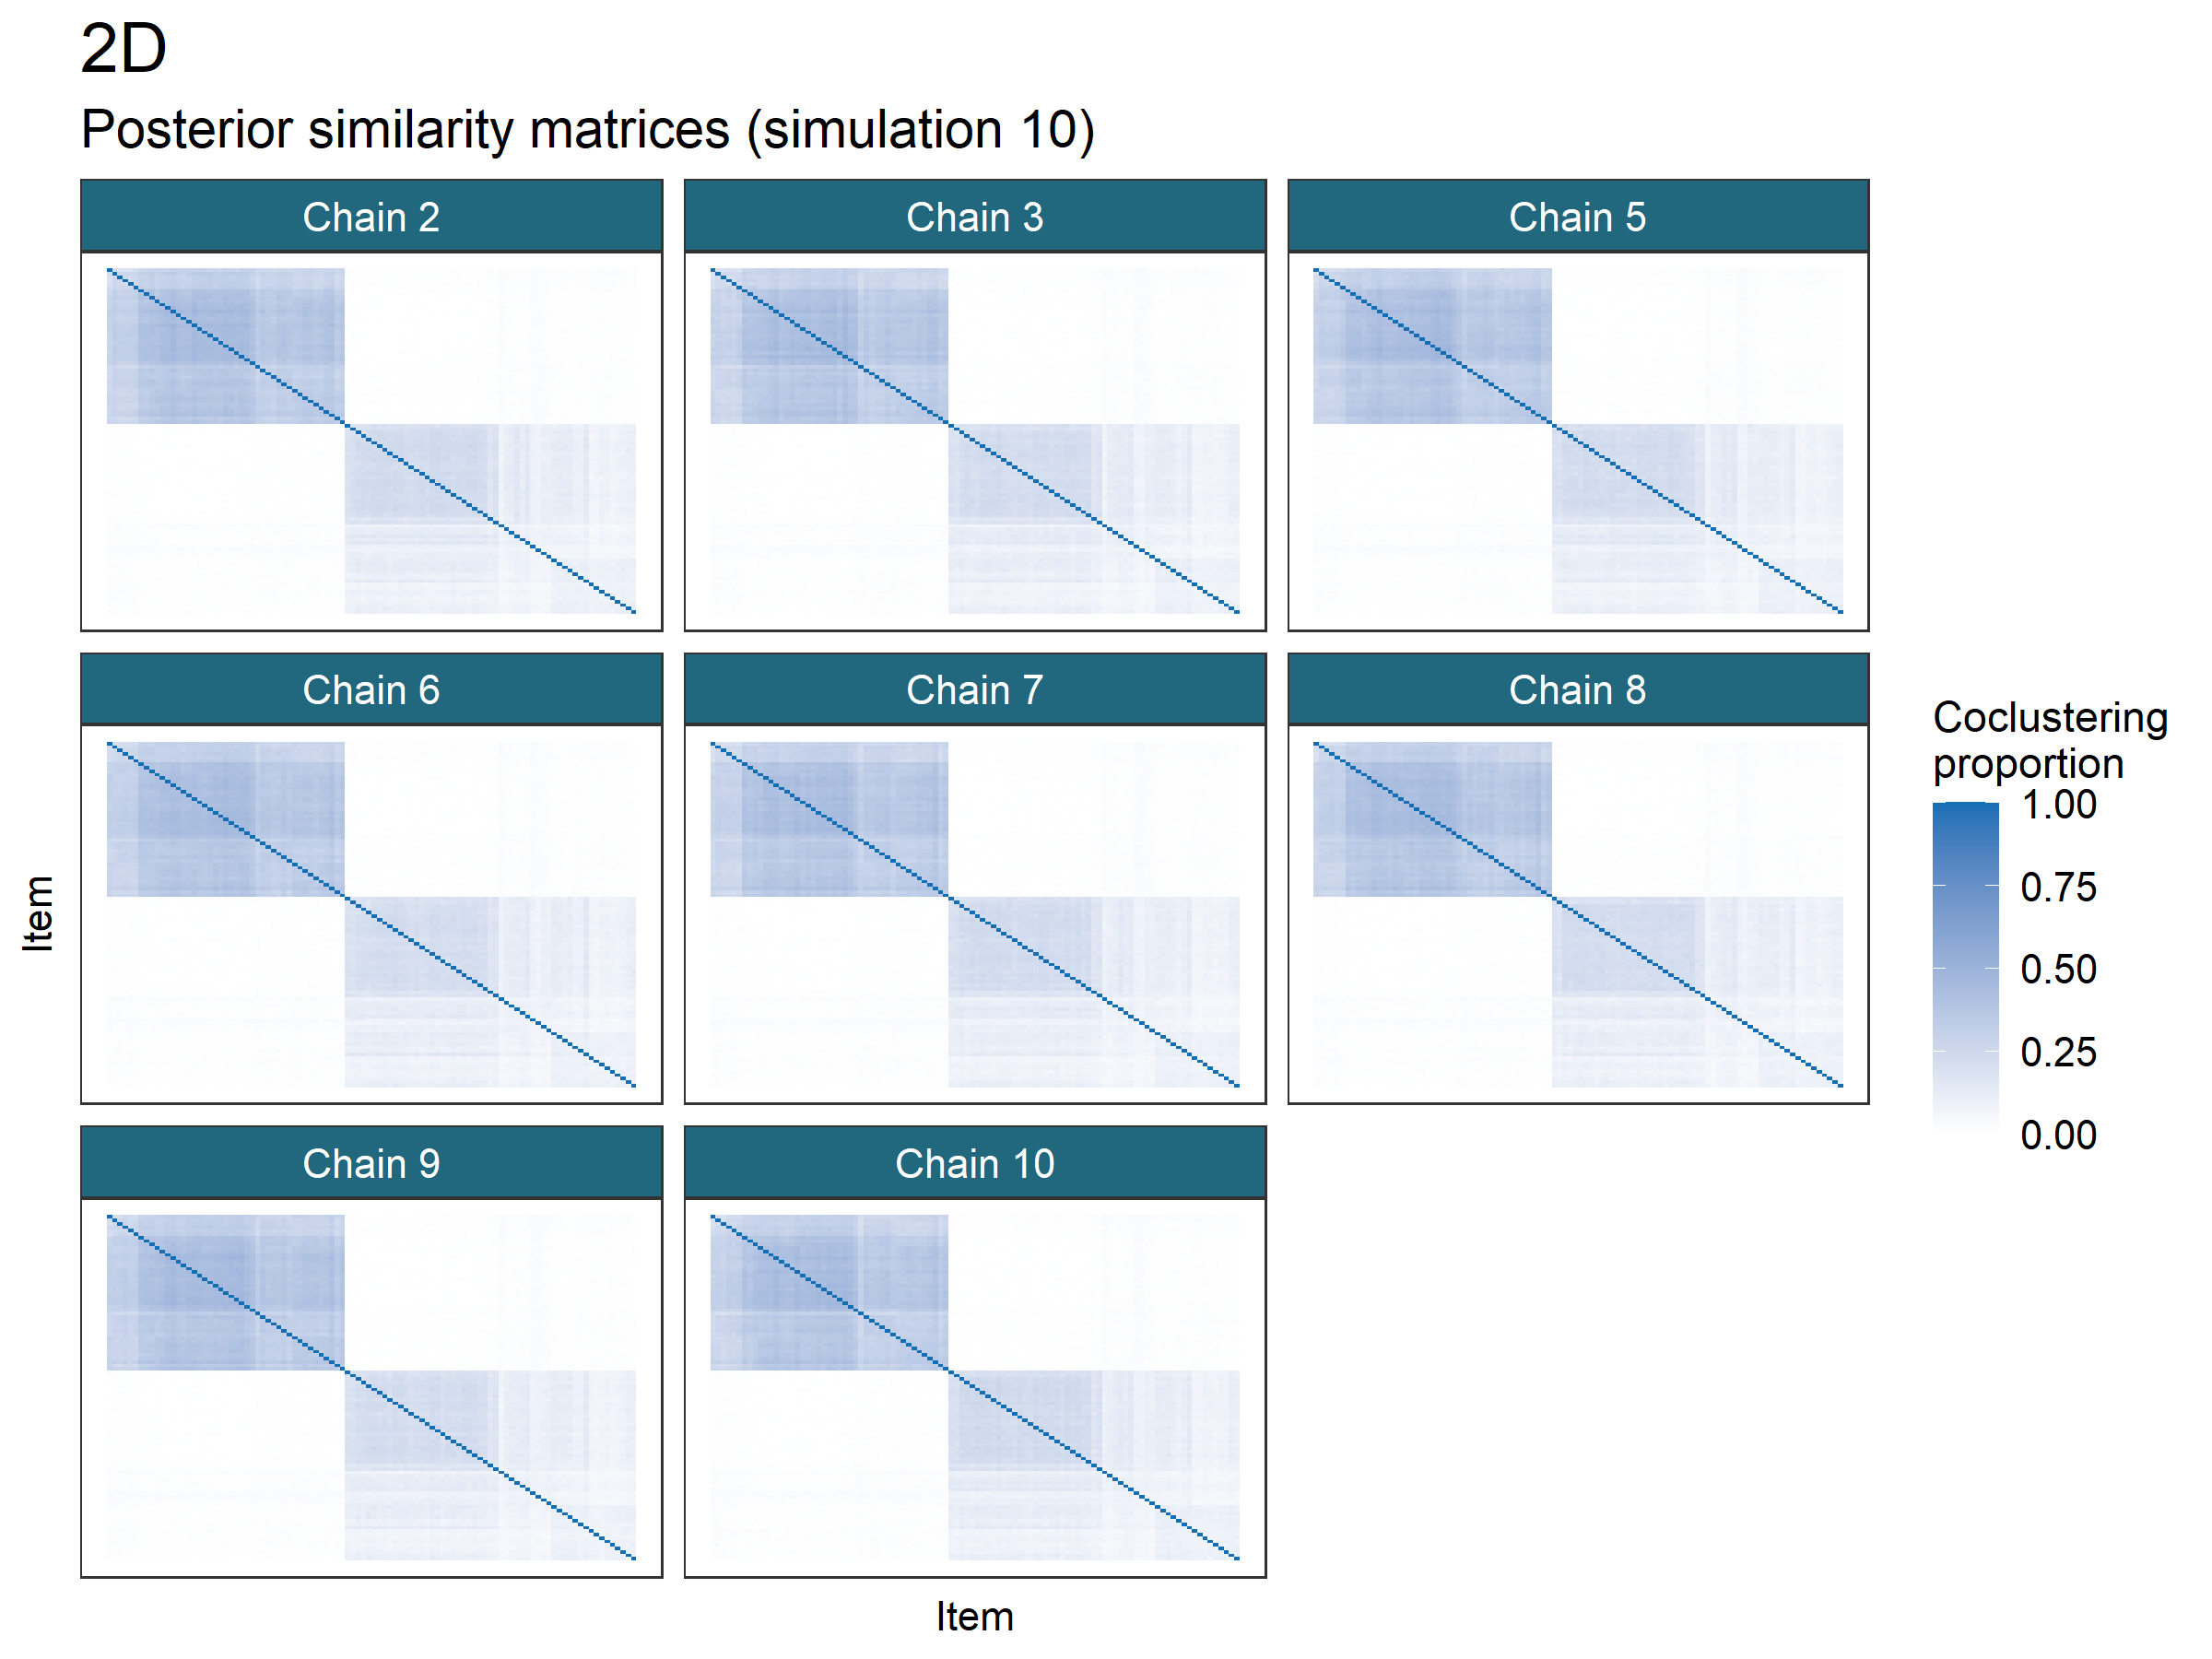 2D
Posterior similarity matrices (simulation 10)
Chain 2
Chain 3
Chain 5
Chain 6
Chain 7
Chain 8
Chain 9
Chain 10
Item
Item
Coclustering
proportion
1.00
0.75
0.50
0.25
0.00